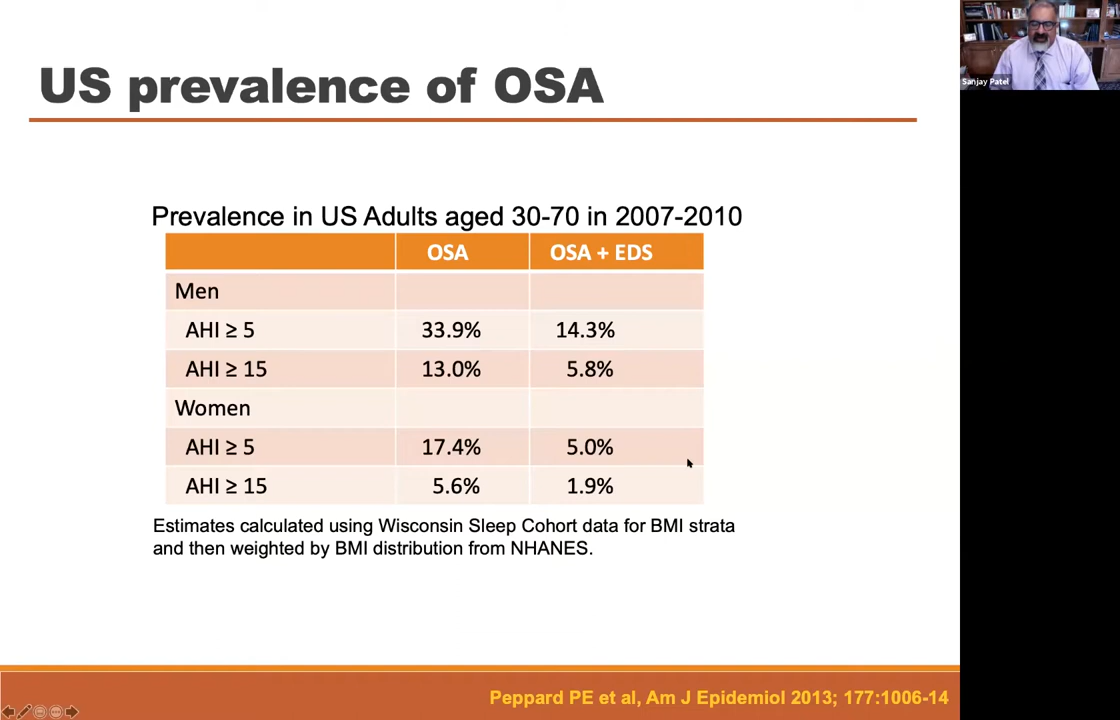 Sanjay Patel
US prevalence of OSA
Prevalence in US Adults aged 30-70 in 2007-2010
OSA OSA + EDS
Men
AHI ≥ 5 33.9% 14.3%
AHI ≥ 15 13.0% 5.8%
Women
AHI ≥ 5 17.4% 5.0%
AHI ≥ 15 5.6% 1.9%
Estimates calculated using Wisconsin Sleep Cohort data for BMI strata
and then weighted by BMI distribution from NHANES.
Peppard PE et al, Am J Epidemiol 2013; 177:1006-14